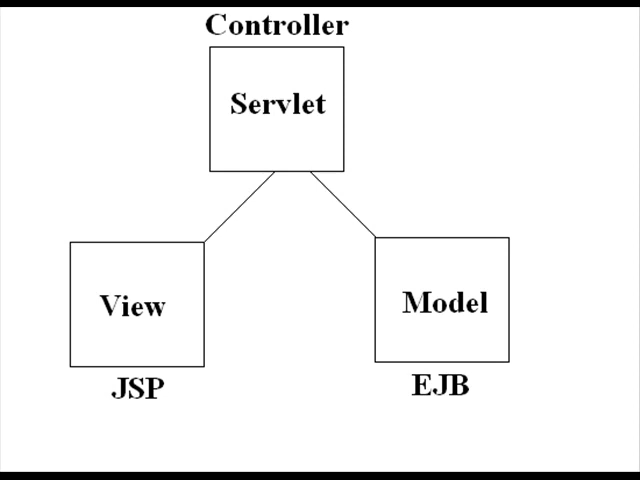 Controller
Servlet
View
Model
JSP
EJB